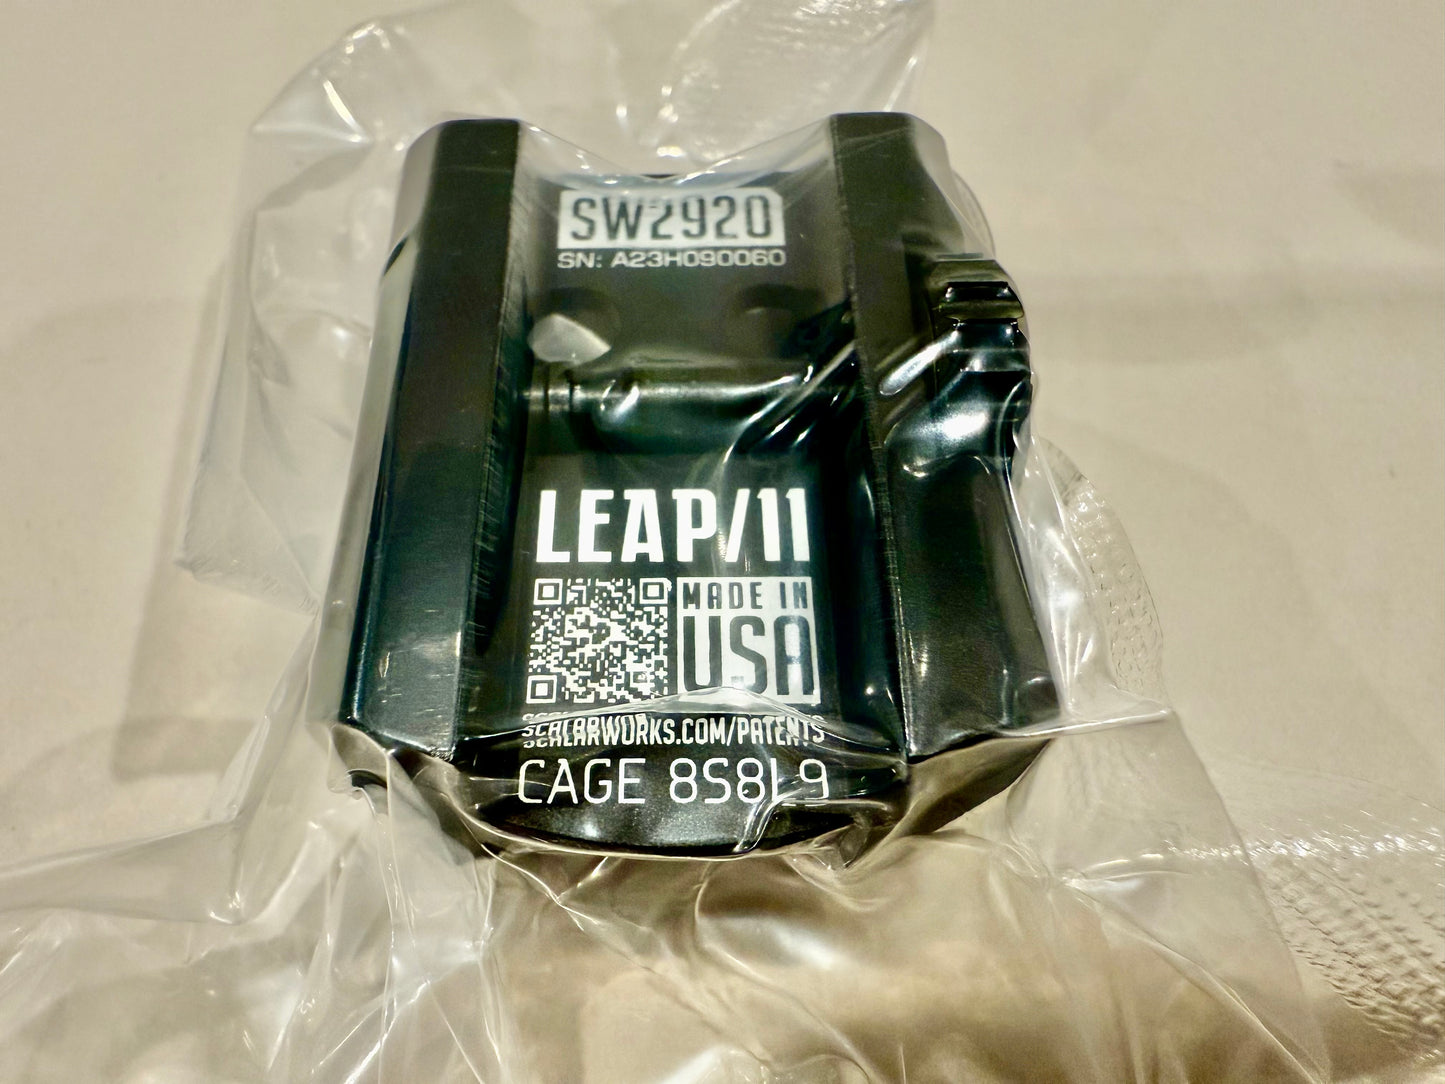 SW2920
SN: A23H090060
LEAP/11
MADE IN
USA
SCALARWORKS.COM/PATENTS
CAGE 8S8L9